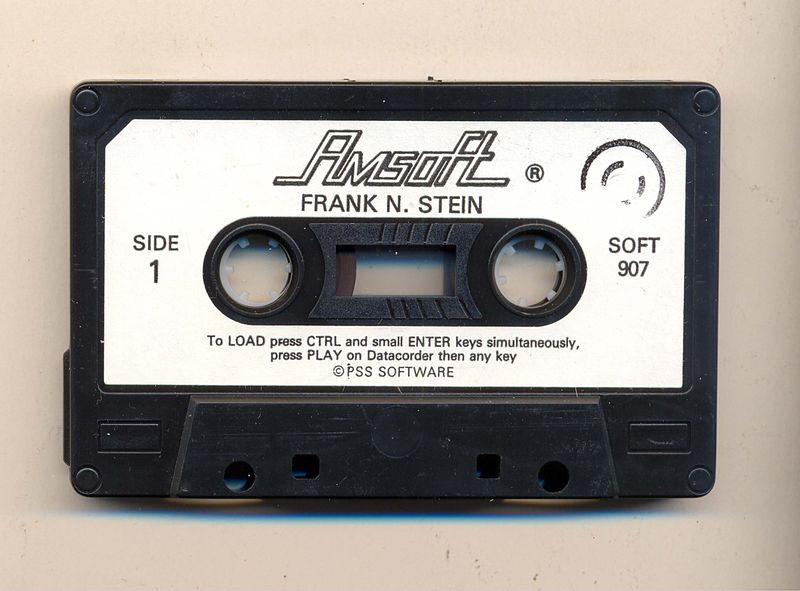 Amsoft ®
FRANK N. STEIN
SIDE
1
SOFT
907
To LOAD press CTRL and small ENTER keys simultaneously,
press PLAY on Datacorder then any key
©PSS SOFTWARE